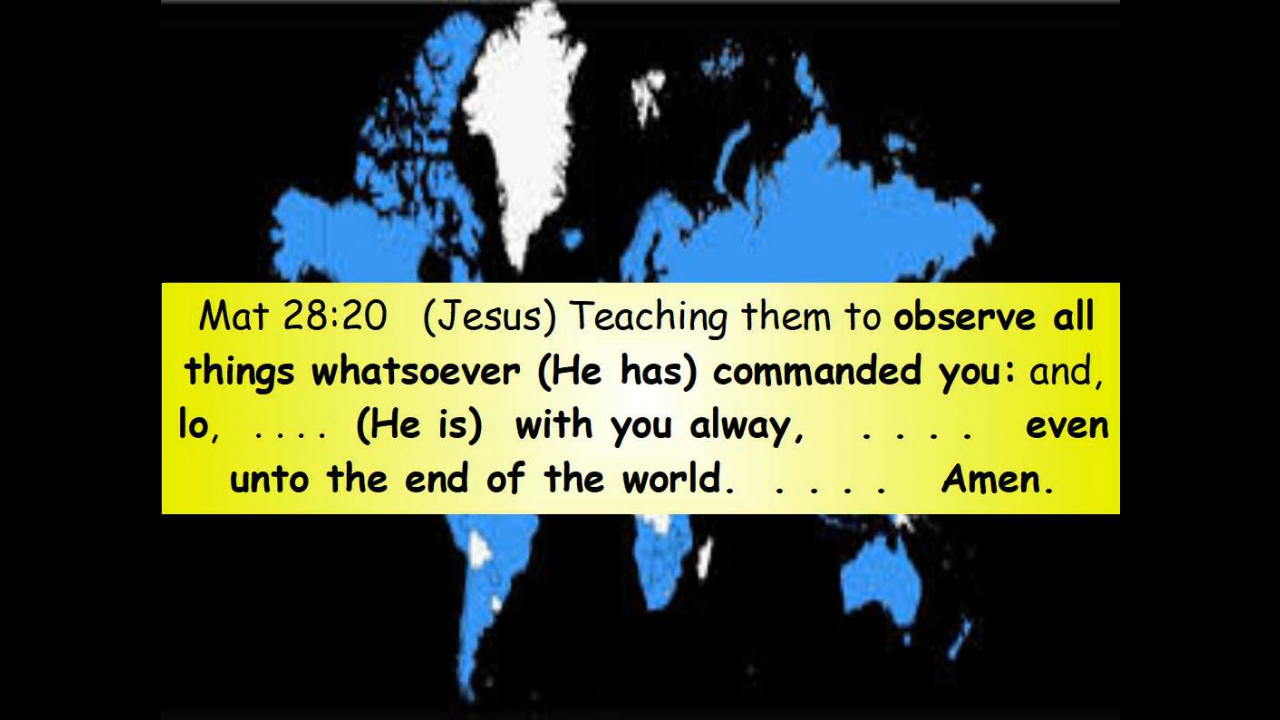 Mat 28:20 (Jesus) Teaching them to observe all
things whatsoever (He has) commanded you: and,
lo, . . . . (He is) with you alway, . . . . even
unto the end of the world. . . . . Amen.